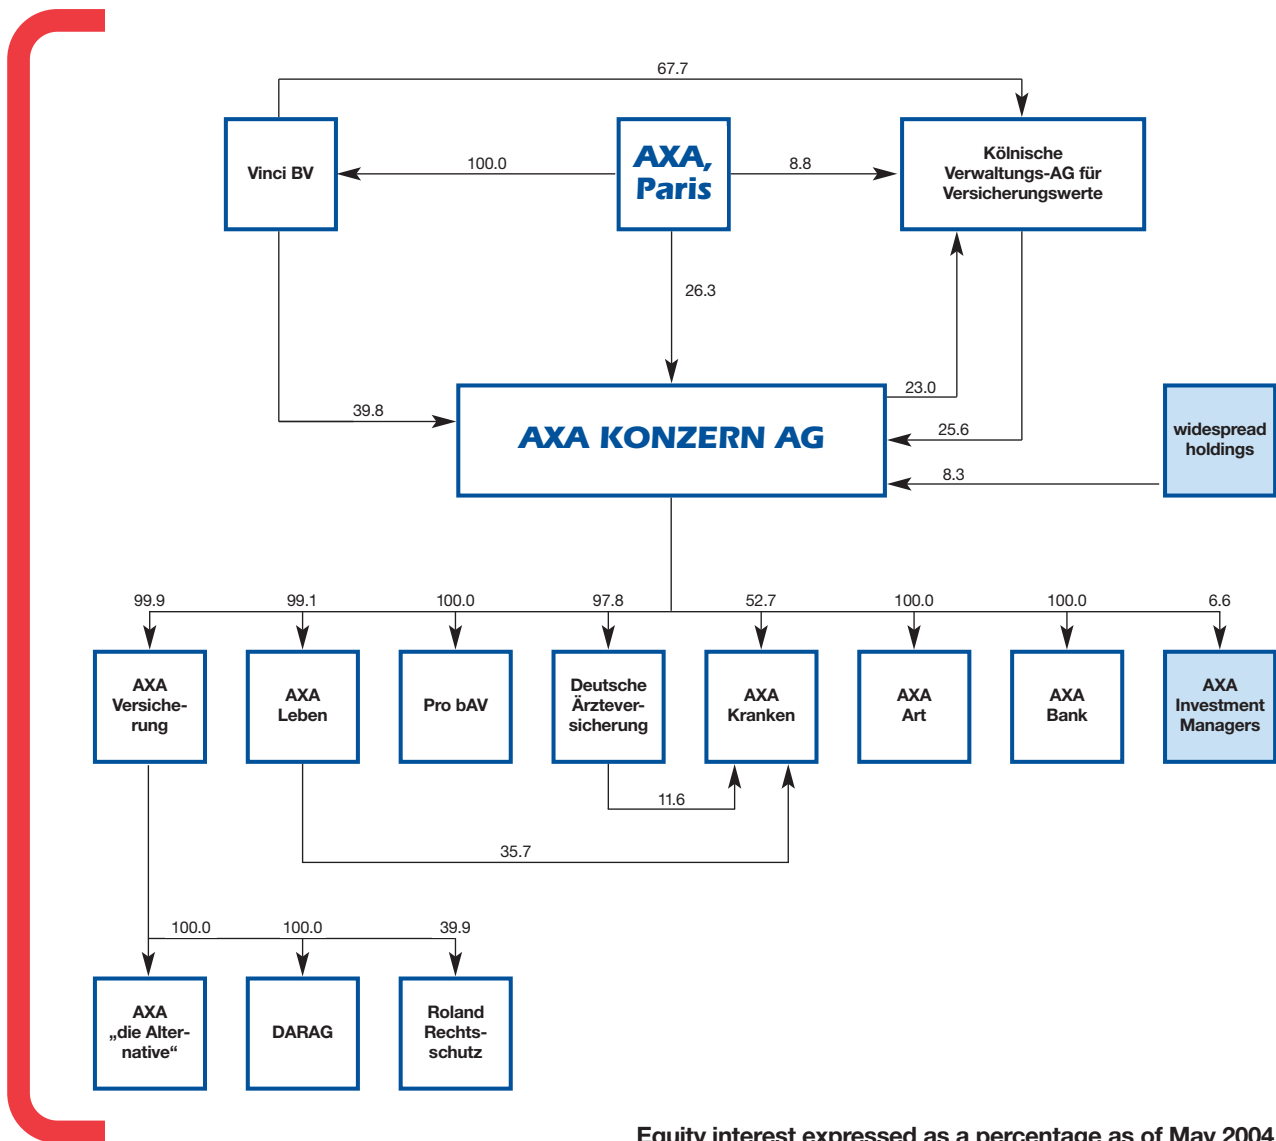 67.7
Vinci BV
100.0
AXA,
Paris
8.8
Kölnische
Verwaltungs-AG für
Versicherungswerte
26.3
39.8
AXA KONZERN AG
23.0
25.6
8.3
widespread
holdings
99.9
99.1
100.0
97.8
52.7
100.0
100.0
6.6
AXA
Versiche-
rung
AXA
Leben
Pro bAV
Deutsche
Ärztever-
sicherung
AXA
Kranken
AXA
Art
AXA
Bank
AXA
Investment
Managers
11.6
35.7
100.0
100.0
39.9
AXA
„die Alter-
native“
DARAG
Roland
Rechts-
schutz
Equity interest expressed as a percentage as of May 2004